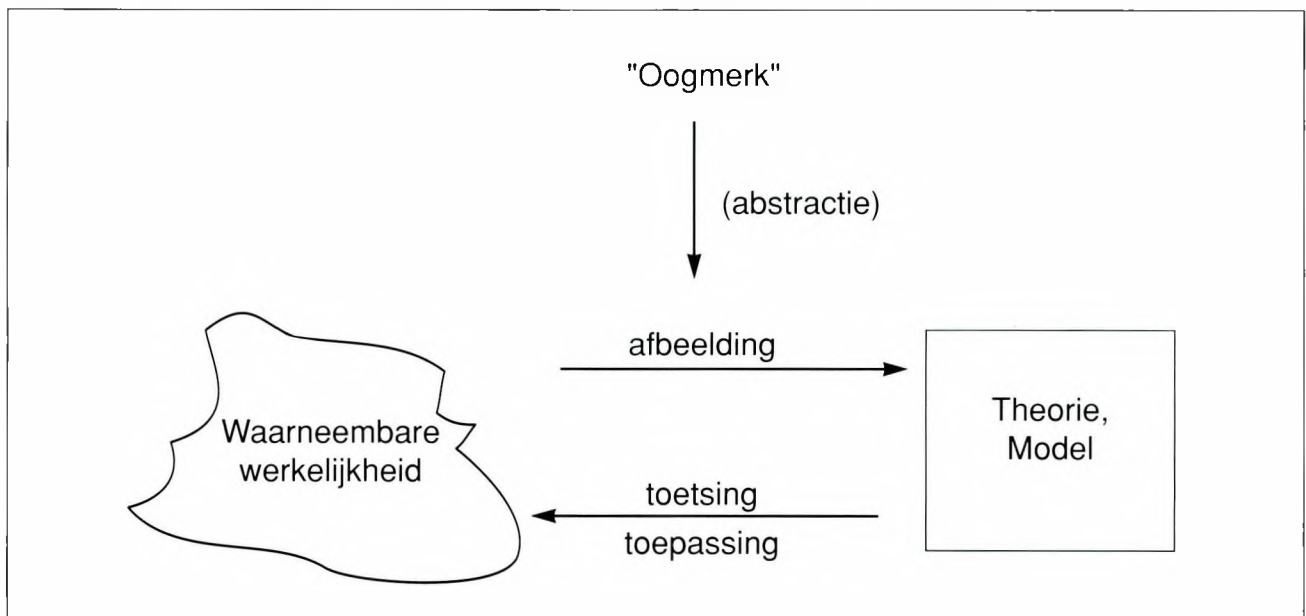 "Oogmerk"
(abstractie)
afbeelding
Waarneembare
werkelijkheid
Theorie,
Model
toetsing
toepassing